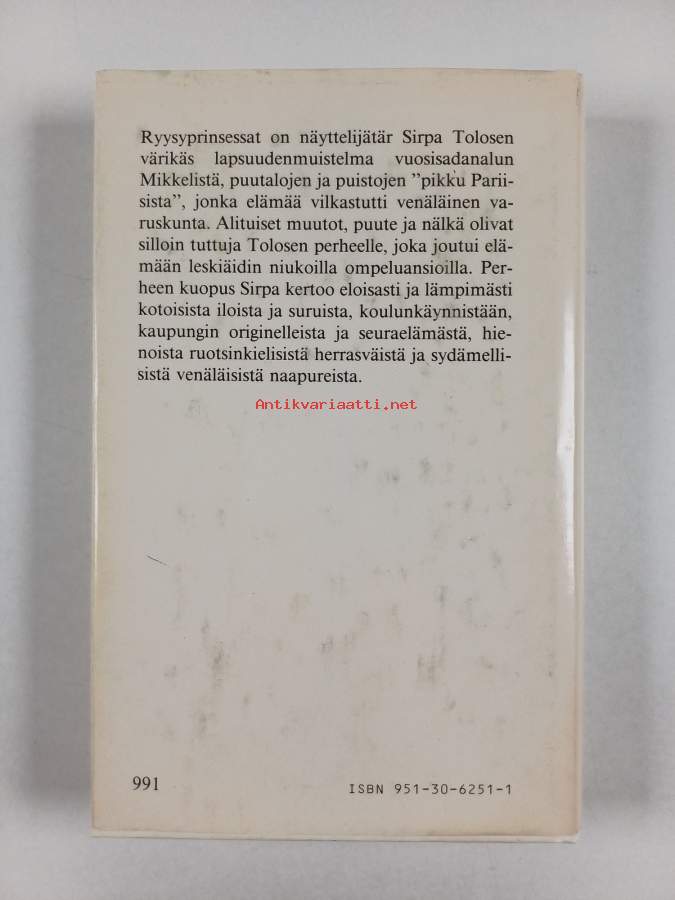 Ryysyprinsessat on näyttelijätär Sirpa Tolosen
värikäs lapsuudenmuistelma vuosisadanalun
Mikkelistä, puutalojen ja puistojen ”pikku Parii-
sista”, jonka elämää vilkastutti venäläinen va-
ruskunta. Alituiset muutot, puute ja nälkä olivat
silloin tuttuja Tolosen perheelle, joka joutui elä-
mään leskiäidin niukoilla ompeluansioilla. Per-
heen kuopus Sirpa kertoo eloisasti ja lämpimästi
kotoisista iloista ja suruista, koulunkäynnistään,
kaupungin originelleista ja seuraelämästä, hie-
noista ruotsinkielisistä herrasväistä ja sydämelli-
sistä venäläisistä naapureista.
Antikvariaatti.net
991
ISBN 951-30-6251-1